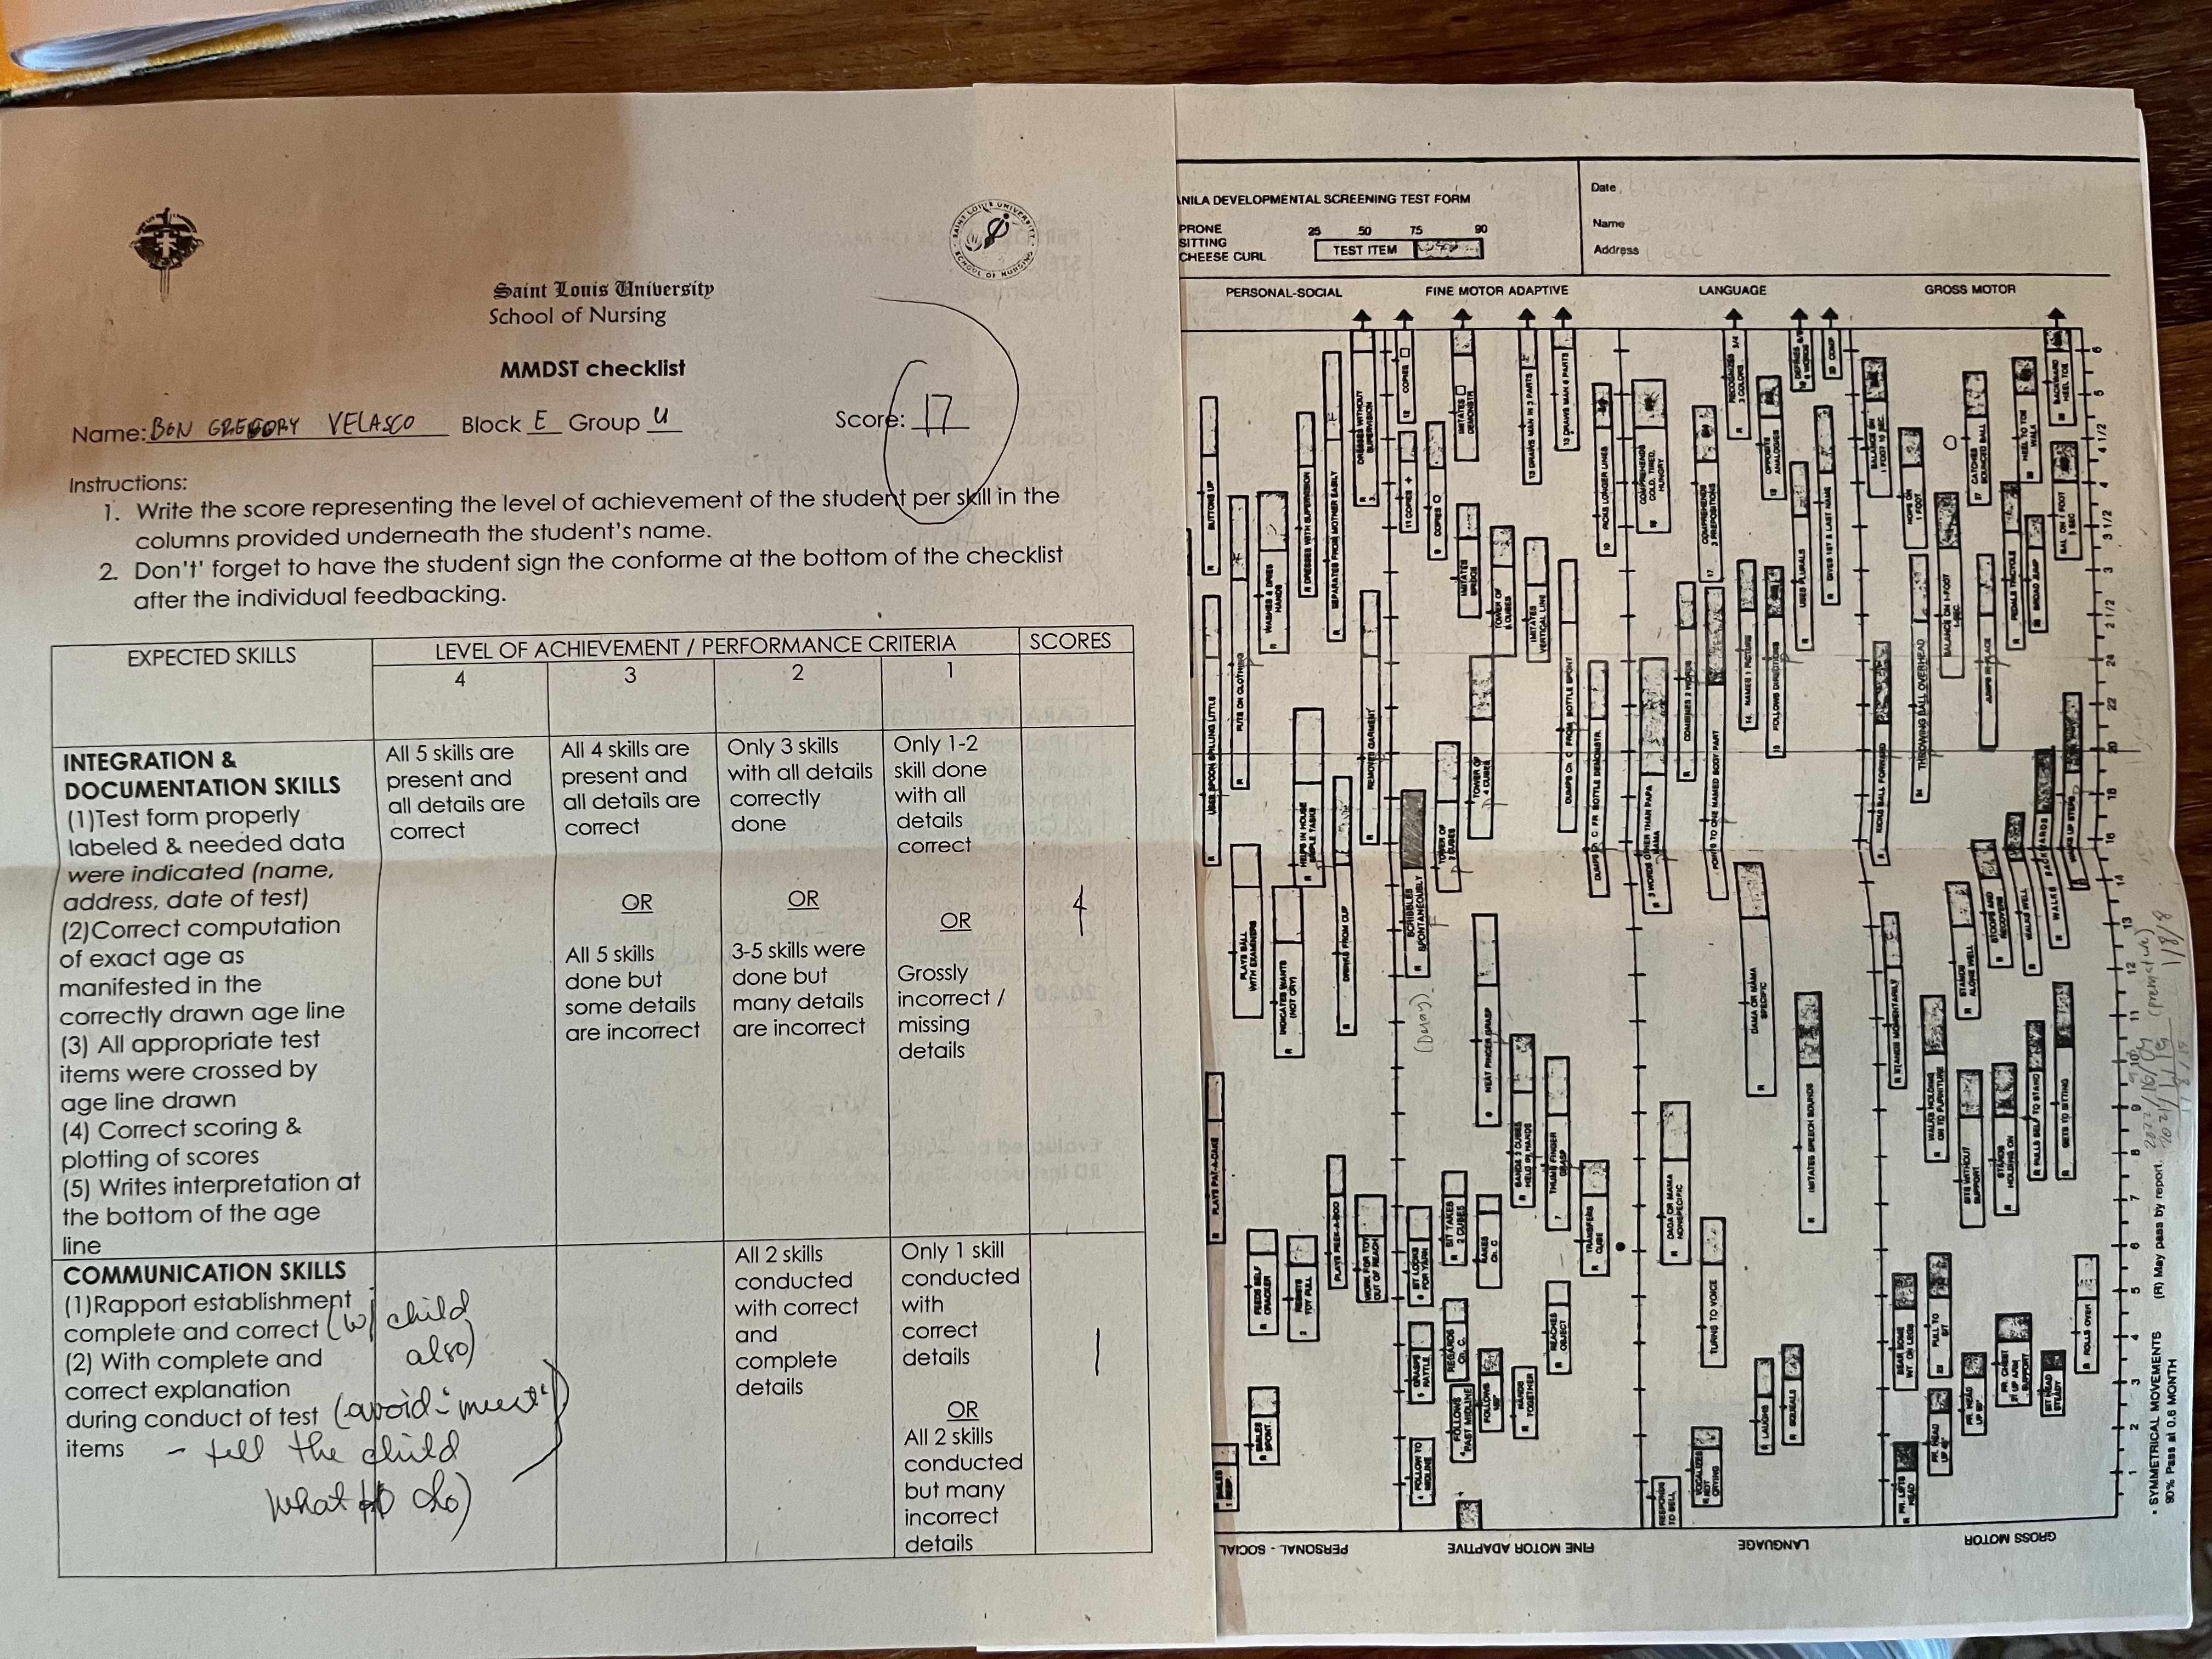 Saint Louis University
School of Nursing
MMDST checklist
Name: BON GREGORY VELASCO Block E Group U Score: 17
Instructions:
1. Write the score representing the level of achievement of the student per skill in the
columns provided underneath the student's name.
2. Don't' forget to have the student sign the conforme at the bottom of the checklist
after the individual feedbacking.
EXPECTED SKILLS
LEVEL OF ACHIEVEMENT / PERFORMANCE CRITERIA
SCORES
4
3
2
1
INTEGRATION &
DOCUMENTATION SKILLS
(1)Test form properly
labeled & needed data
were indicated (name,
address, date of test)
(2)Correct computation
of exact age as
manifested in the
correctly drawn age line
(3) All appropriate test
items were crossed by
age line drawn
(4) Correct scoring &
plotting of scores
(5) Writes interpretation at
the bottom of the age
line
All 5 skills are
present and
all details are
correct
All 4 skills are
present and
all details are
correct
OR
All 5 skills
done but
some details
are incorrect
Only 3 skills
with all details
correctly
done
OR
3-5 skills were
done but
many details
are incorrect
Only 1-2
skill done
with all
details
correct
OR
Grossly
incorrect /
missing
details
4
COMMUNICATION SKILLS
(1)Rapport establishment
complete and correct (w/ child
also)
(2) With complete and
correct explanation
during conduct of test (avoid
items - tell the child
what to do)
All 2 skills
conducted
with correct
and
complete
details
Only 1 skill
conducted
with
correct
details
OR
All 2 skills
conducted
but many
incorrect
details
1
NILA DEVELOPMENTAL SCREENING TEST FORM
PRONE
SITTING
CHEESE CURL
25 50 75 90
TEST ITEM
Date
Name
Address
PERSONAL-SOCIAL
FINE MOTOR ADAPTIVE
LANGUAGE
GROSS MOTOR
BUTTONS UP
USES SPOON SPILLING LITTLE
PLAYS PAT-A-CAKE
PUTS ON CLOTHING
PLAYS BALL
WITH EXAMINERS
FEEDS SELF
CRACKER
SMILES
SPONT.
WASHES & DRIES
HANDS
INDICATES WANTS
(NOT CRY)
RESISTS
TOY PULL
HELPS IN HOUSE
SIMPLE TASKS
DRESSES WITH SUPERVISION
SEPARATES FROM MOTHER EASILY
DRINKS FROM CUP
PLAYS PEEK-A-BOO
DRESSES WITHOUT
SUPERVISION
REMOVES GARMENT
WORK FOR TOY
OUT OF REACH
PERSONAL - SOCIAL
12 COPIES □
11 COPIES +
SCRIBBLES
SPONTANEOUSLY
(Delay)
SIT LOOKS
FOR YARN
GRASPS
RATTLE
FOLLOW TO
MIDLINE
9 COPIES O
TOWER OF
2 CUBES
SIT TAKES
2 CUBES
REGARDS
FOLLOWS
PAST MIDLINE
IMITATES □
DEMONSTR
IMITATES
BRIDGE
TOWER OF
4 CUBES
NEAT PINCER GRASP
RAKES
FOLLOWS
TOWER OF
8 CUBES
BANGS 2 CUBES
HELD IN HANDS
HANDS
TOGETHER
13 DRAWS MAN IN 3 PARTS
IMITATES
VERTICAL LINE
7 THUMB FINGER
GRASP
REACHES
OBJECT
13 DRAWS MAN 6 PARTS
DUMPS Ch C FROM BOTTLE SPONT
DUMPS Ch C FR BOTTLE DEMONSTR.
TRANSFERS
CUBE
10 PICKS LONGER LINES
FINE MOTOR ADAPTIVE
COMPREHENDS
COLD, TIRED,
HUNGRY
3 WORDS OTHER THAN PAPA
MAMA
DADA OR MAMA
NONSPECIFIC
RESPONDS
TO BELL
COMBINES 2 WORDS
17 COMPREHENDS
3 PREPOSITIONS
POINTS TO ONE NAMED BODY PART
TURNS TO VOICE
VOCALIZES
NOT
CRYING
RECOGNIZES
3 COLORS 3/4
14. NAMES 1 PICTURE
DAMA OR MAMA
SPECIFIC
LAUGHS
OPPOSITE
ANALOGIES
15 FOLLOWS DIRECTIONS
SQUEALS
DEFINES
6 WORDS
USES PLURALS
IMITATES SPEECH SOUNDS
20 COMP
GIVES 1ST & LAST NAME
LANGUAGE
BALANCE ON
1 FOOT 10 SEC.
KICKS BALL FORWARD
STANDS MOMENTARILY
BEAR SOME
WT. ON LEGS
PR. LIFTS
HEAD
HOPS ON
1 FOOT
THROWING BALL OVERHEAD
WALKS HOLDING
ON TO FURNITURE
PULL TO
SIT
PR. HEAD
UP 45°
BALANCE ON 1-FOOT
1-SEC.
STANDS
ALONE WELL
SITS WITHOUT
SUPPORT
PR. HEAD
UP 90°
CATCHES
BOUNCED BALL
JUMPS IN PLACE
STOOPS AND
RECOVERS
STANDS
HOLDING ON
PR. CHEST
UP ARM
SUPPORT
HEEL TO TOE
WALK
PEDALS TRICYCLE
WALKS WELL
PULLS SELF TO STAND
SIT HEAD
STEADY
BROAD JUMP
WALKS BACKWARDS
GETS TO SITTING
BACKWARD
HEEL TOE
BAL ON 1 FOOT
5 SEC
WALKS UP STEPS
ROLLS OVER
GROSS MOTOR
1 2 3 4 5 6 7 8 9 10 11 12 13 14 16 18 20 22 24 2 1/2 3 3 1/2 4 4 1/2 5 6
• SYMMETRICAL MOVEMENTS
90% Pass at 0.6 MONTH
(R) May pass by report.
(premature)